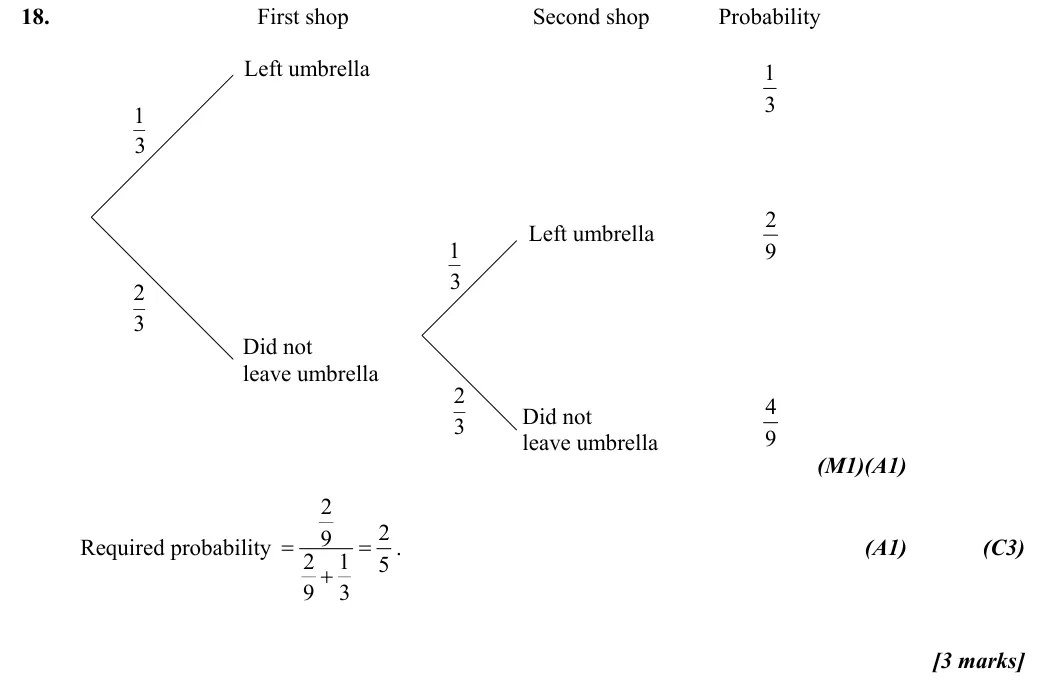 18. First shop Second shop Probability
Left umbrella
1/3
1/3
Left umbrella
2/9
1/3
2/3
Did not
leave umbrella
2/3
Did not
leave umbrella
4/9
(M1)(A1)
Required probability = (2/9)/(2/9 + 1/3) = 2/5. (A1) (C3)
[3 marks]